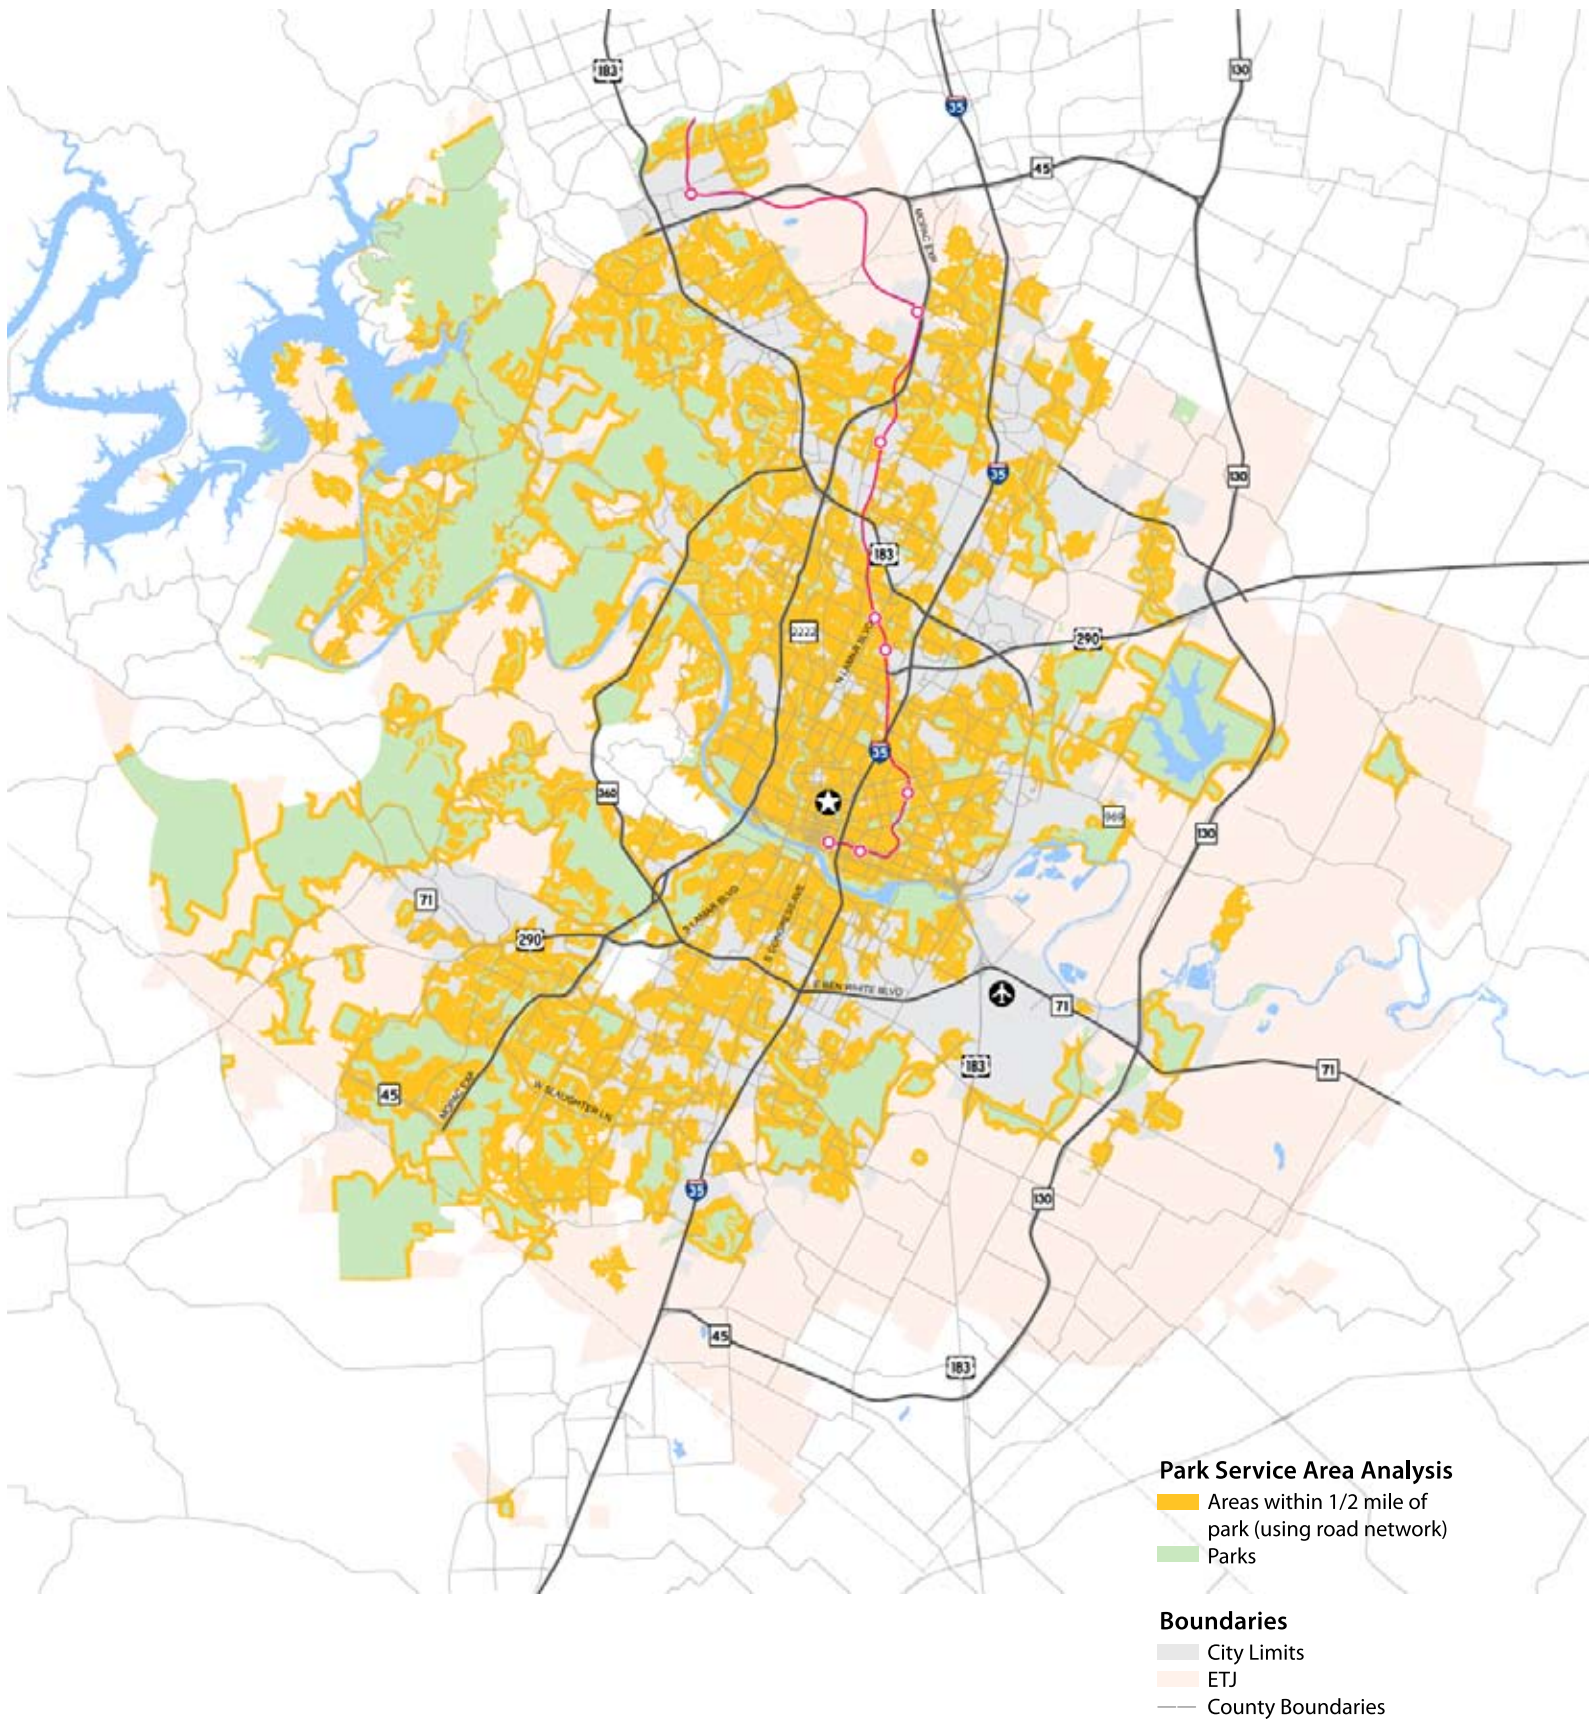 183
130
35
45
MOPAC EXP
35
130
183
2222
N LAMAR BLVD
290
35
360
969
130
71
S LAMAR BLVD
290
S CONGRESS AVE
E BEN WHITE BLVD
71
183
71
45
MOPAC EXP
W SLAUGHTER LN
35
130
45
183
Park Service Area Analysis
Areas within 1/2 mile of
park (using road network)
Parks
Boundaries
City Limits
ETJ
County Boundaries